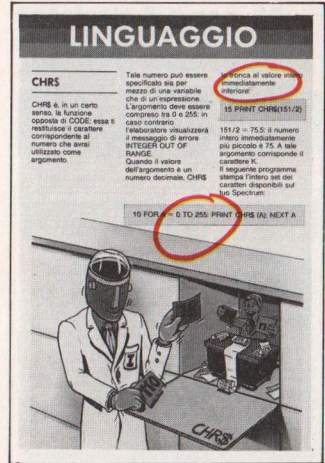 LINGUAGGIO
CHR$
CHR$ è, in un certo
senso, la funzione
opposta di CODE: essa ti
restituisce il carattere
corrispondente al
numero che avrai
utilizzato come
argomento.
Tale numero può essere
specificato sia per
mezzo di una variabile
che di un'espressione.
L'argomento deve essere
compreso tra 0 e 255; in
caso contrario
l'elaboratore visualizzerà
il messaggio di errore
INTEGER OUT OF
RANGE.
Quando il valore
dell'argomento è un
numero decimale, CHR$
lo tronca al valore intero
immediatamente
inferiore:
15 PRINT CHR$(151/2)
151/2 = 75.5: il numero
intero immediatamente
più piccolo è 75. A tale
argomento corrisponde il
carattere K.
Il seguente programma
stampa l'intero set dei
caratteri disponibili sul
tuo Spectrum:
10 FOR A = 0 TO 255: PRINT CHR$ (A): NEXT A
CHR$